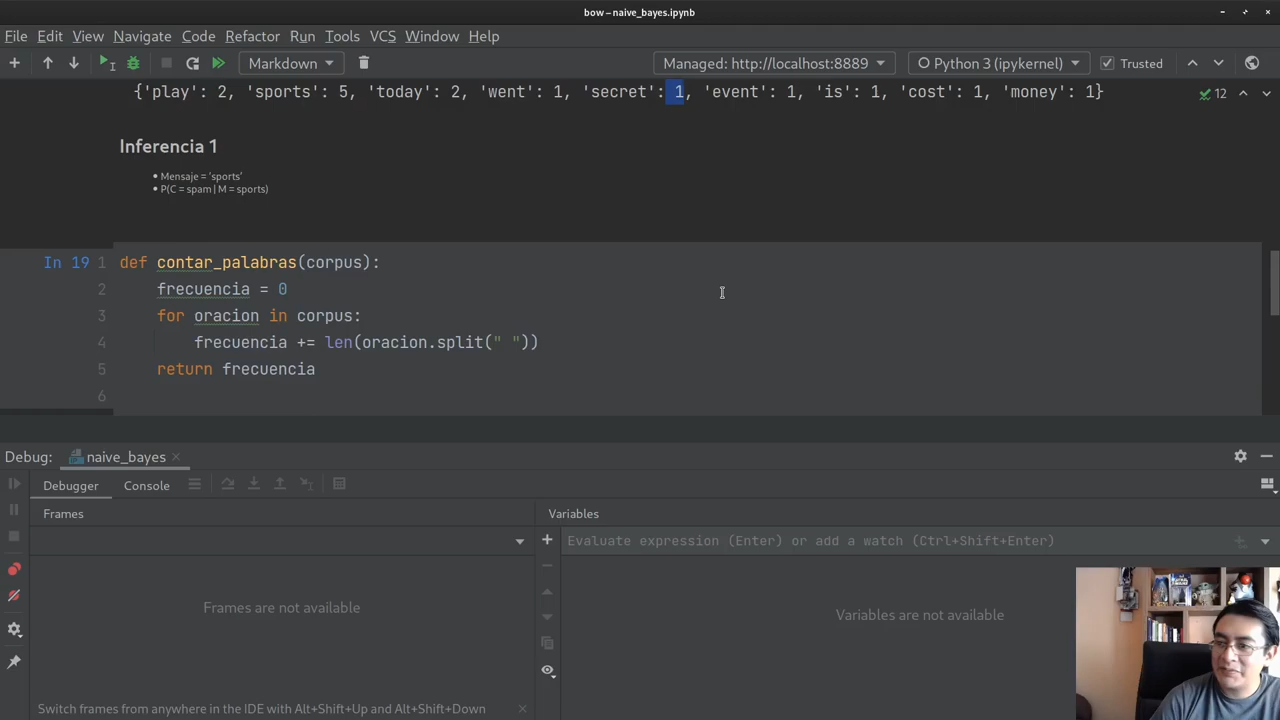 bow – naive_bayes.ipynb
File Edit View Navigate Code Refactor Run Tools VCS Window Help
Markdown Managed: http://localhost:8889 Python 3 (ipykernel) Trusted
{'play': 2, 'sports': 5, 'today': 2, 'went': 1, 'secret': 1, 'event': 1, 'is': 1, 'cost': 1, 'money': 1}
12
Inferencia 1
• Mensaje = 'sports'
• P(C = spam | M = sports)
In 19 1 def contar_palabras(corpus):
2 frecuencia = 0
3 for oracion in corpus:
4 frecuencia += len(oracion.split(" "))
5 return frecuencia
6
Debug: naive_bayes
Debugger Console
Frames Variables
Evaluate expression (Enter) or add a watch (Ctrl+Shift+Enter)
Frames are not available
Variables are not available
Switch frames from anywhere in the IDE with Alt+Shift+Up and Alt+Shift+Down